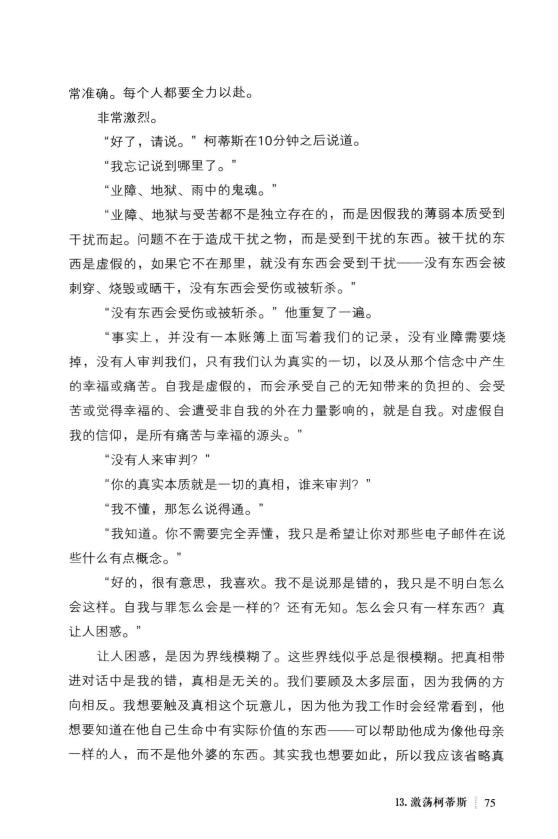 常准确。每个人都要全力以赴。
非常激烈。
“好了，请说。”柯蒂斯在10分钟之后说道。
“我忘记说到哪里了。”
“业障、地狱、雨中的鬼魂。”
“业障、地狱与受苦都不是独立存在的，而是因假我的薄弱本质受到
干扰而起。问题不在于造成干扰之物，而是受到干扰的东西。被干扰的东
西是虚假的，如果它不在那里，就没有东西会受到干扰——没有东西会被
刺穿、烧毁或晒干，没有东西会受伤或被斩杀。”
“没有东西会受伤或被斩杀。”他重复了一遍。
“事实上，并没有一本账簿上面写着我们的记录，没有业障需要烧
掉，没有人审判我们，只有我们认为真实的一切，以及从那个信念中产生
的幸福或痛苦。自我是虚假的，而会承受自己的无知带来的负担的、会受
苦或觉得幸福的、会遭受非自我的外在力量影响的，就是自我。对虚假自
我的信仰，是所有痛苦与幸福的源头。”
“没有人来审判？”
“你的真实本质就是一切的真相，谁来审判？”
“我不懂，那怎么说得通。”
“我知道。你不需要完全弄懂，我只是希望让你对那些电子邮件在说
些什么有点概念。”
“好的，很有意思，我喜欢。我不是说那是错的，我只是不明白怎么
会这样。自我与罪怎么会是一样的？还有无知。怎么会只有一样东西？真
让人困惑。”
让人困惑，是因为界线模糊了。这些界线似乎总是很模糊。把真相带
进对话中是我的错，真相是无关的。我们要顾及太多层面，因为我俩的方
向相反。我想要触及真相这个玩意儿，因为他为我工作时会经常看到，他
想要知道在他自己生命中有实际价值的东西——可以帮助他成为像他母亲
一样的人，而不是他外婆的东西。其实我也想要如此，所以我应该省略真
13. 激荡柯蒂斯 75